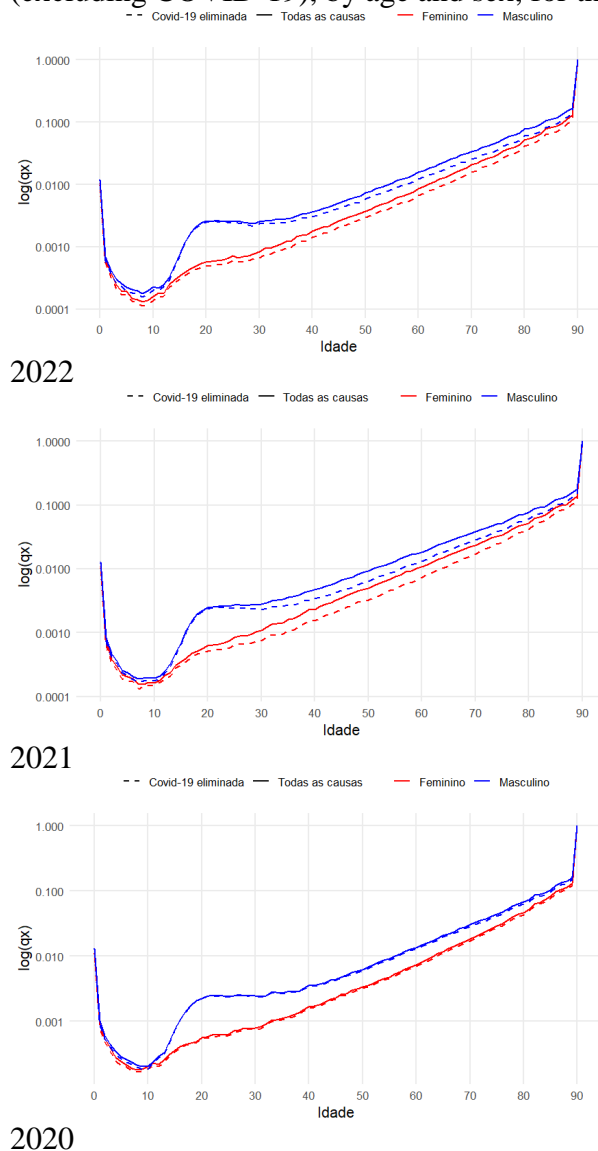 (excluding COVID-19), by age and sex, for
Covid-19 eliminada Todas as causas Feminino Masculino
1.0000
0.1000
0.0100
0.0010
0.0001
log(qx)
0 10 20 30 40 50 60 70 80 90
Idade
2022
Covid-19 eliminada Todas as causas Feminino Masculino
1.0000
0.1000
0.0100
0.0010
0.0001
log(qx)
0 10 20 30 40 50 60 70 80 90
Idade
2021
Covid-19 eliminada Todas as causas Feminino Masculino
1.000
0.100
0.010
0.001
log(qx)
0 10 20 30 40 50 60 70 80 90
Idade
2020